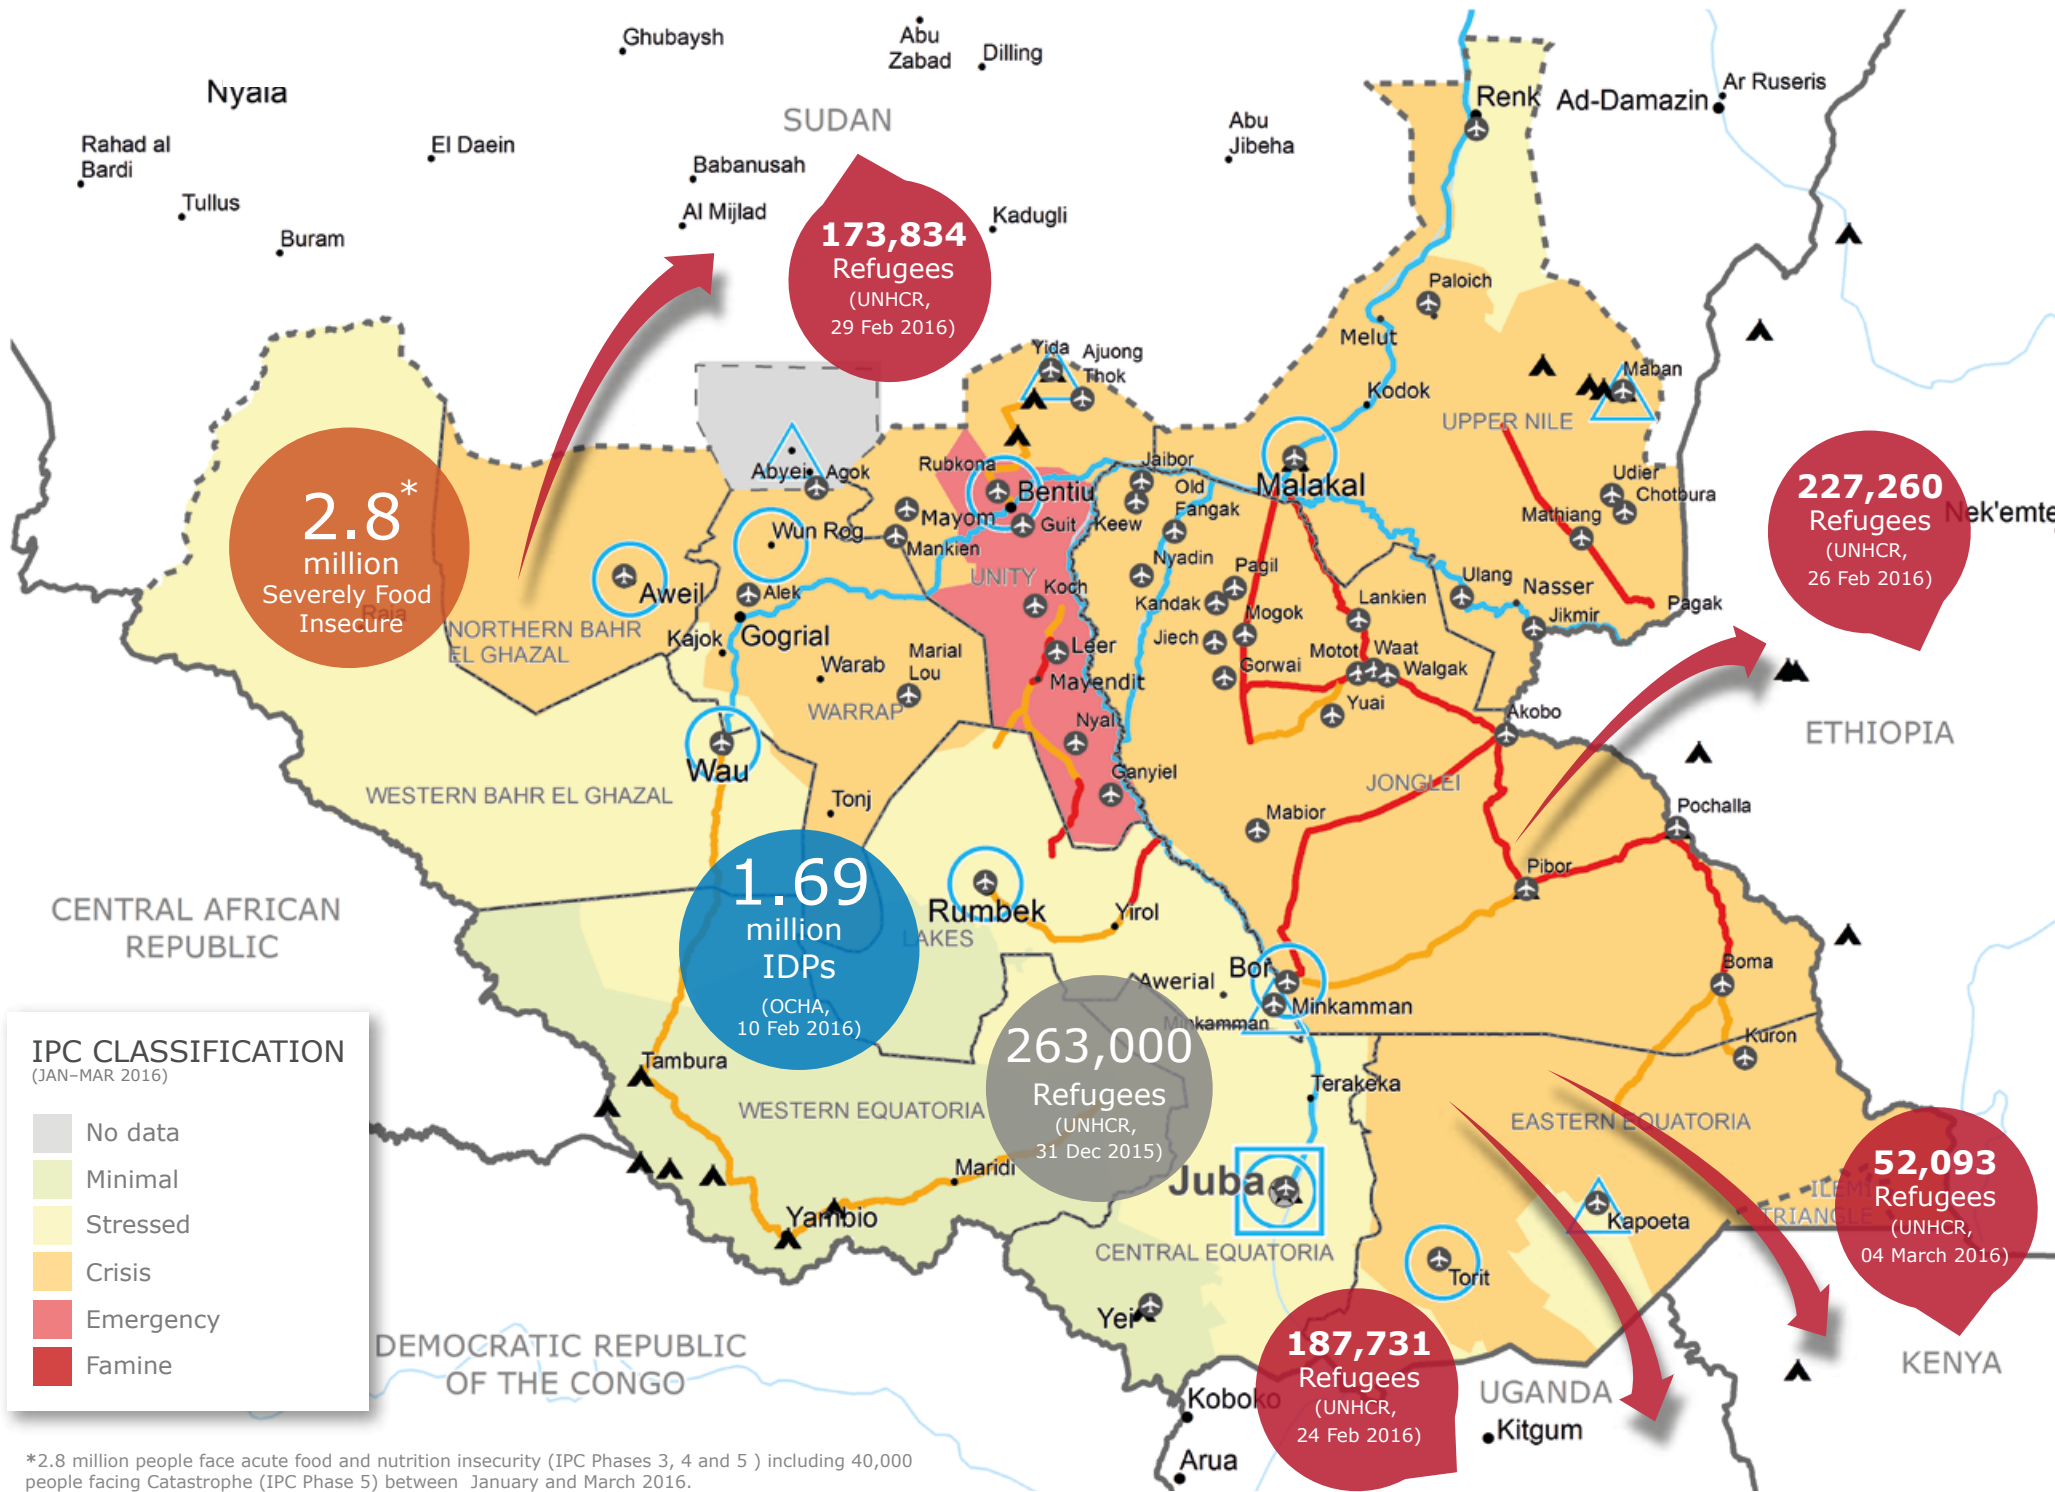 Ghubaysh
Abu
Zabad
Dilling
Nyala
SUDAN
Renk
Ad-Damazin
Ar Ruseris
Rahad al
Bardi
El Daein
Babanusah
Abu
Jibeha
Tullus
Al Mijlad
Kadugli
Buram
173,834
Refugees
(UNHCR,
29 Feb 2016)
Paloich
Melut
Yida
Ajuong
Thok
Maban
Kodok
UPPER NILE
2.8*
million
Severely Food
Insecure
Raja
Abyei
Agok
Rubkona
Bentiu
Jaibor
Old
Fangak
Malakal
Udier
Chotbura
Mathiang
227,260
Refugees
(UNHCR,
26 Feb 2016)
Nek'emte
Wun Rog
Mayom
Guit
Keew
Mankien
Nyadin
Pagil
UNITY
Koch
Kandak
Mogok
Lankien
Ulang
Nasser
Pagak
Jikmir
Aweil
Alek
NORTHERN BAHR
EL GHAZAL
Kajok
Gogrial
Warab
Marial
Lou
Leer
Jiech
Gorwai
Motot
Waat
Walgak
Mayendit
WARRAP
Nyal
Yuai
Akobo
ETHIOPIA
Wau
Ganyiel
WESTERN BAHR EL GHAZAL
Tonj
Mabior
JONGLEI
Pochalla
Pibor
CENTRAL AFRICAN
REPUBLIC
1.69
million
IDPs
(OCHA,
10 Feb 2016)
Rumbek
LAKES
Yirol
Awerial
Bor
Minkamman
Minkamman
Boma
Kuron
263,000
Refugees
(UNHCR,
31 Dec 2015)
IPC CLASSIFICATION
(JAN–MAR 2016)
No data
Minimal
Stressed
Crisis
Emergency
Famine
Tambura
WESTERN EQUATORIA
Terakeka
EASTERN EQUATORIA
Maridi
Juba
Yambio
CENTRAL EQUATORIA
Kapoeta
Torit
ILEMI
TRIANGLE
52,093
Refugees
(UNHCR,
04 March 2016)
Yei
187,731
Refugees
(UNHCR,
24 Feb 2016)
DEMOCRATIC REPUBLIC
OF THE CONGO
KENYA
UGANDA
Koboko
Kitgum
Arua
*2.8 million people face acute food and nutrition insecurity (IPC Phases 3, 4 and 5 ) including 40,000
people facing Catastrophe (IPC Phase 5) between January and March 2016.